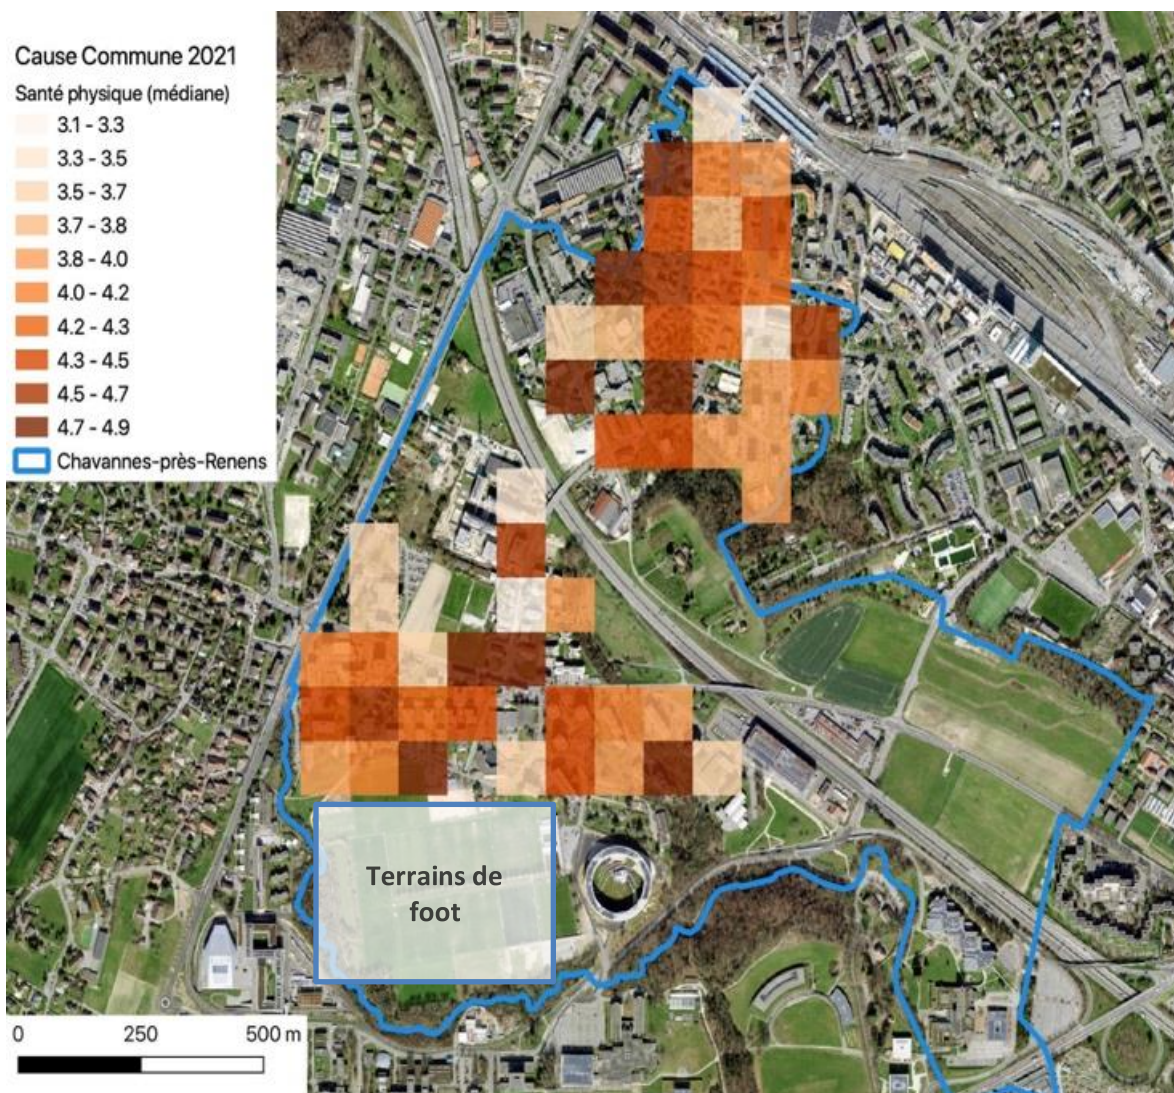 Cause Commune 2021
Santé physique (médiane)
3.1 - 3.3
3.3 - 3.5
3.5 - 3.7
3.7 - 3.8
3.8 - 4.0
4.0 - 4.2
4.2 - 4.3
4.3 - 4.5
4.5 - 4.7
4.7 - 4.9
Chavannes-près-Renens
Terrains de
foot
0 250 500 m